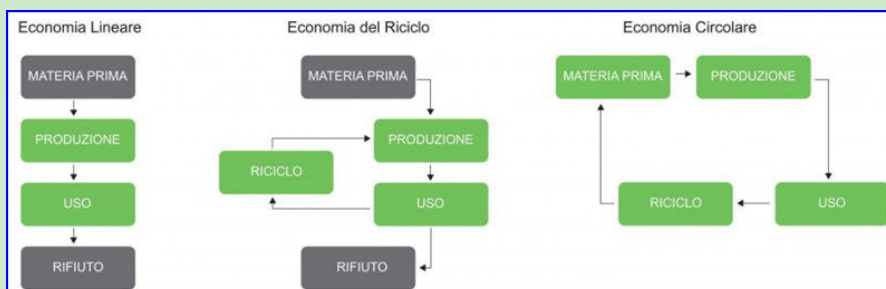 Economia Lineare
MATERIA PRIMA
PRODUZIONE
USO
RIFIUTO
Economia del Riciclo
MATERIA PRIMA
PRODUZIONE
RICICLO
USO
RIFIUTO
Economia Circolare
MATERIA PRIMA
PRODUZIONE
RICICLO
USO